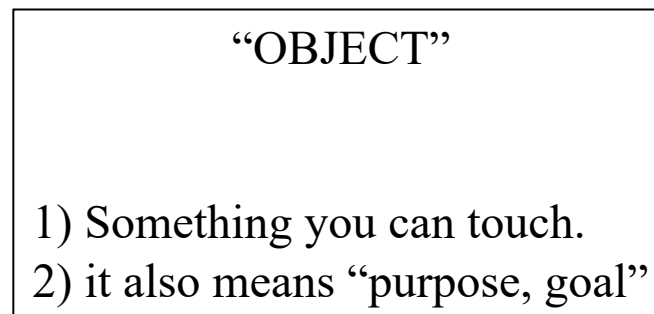 “OBJECT”
1) Something you can touch.
2) it also means “purpose, goal”